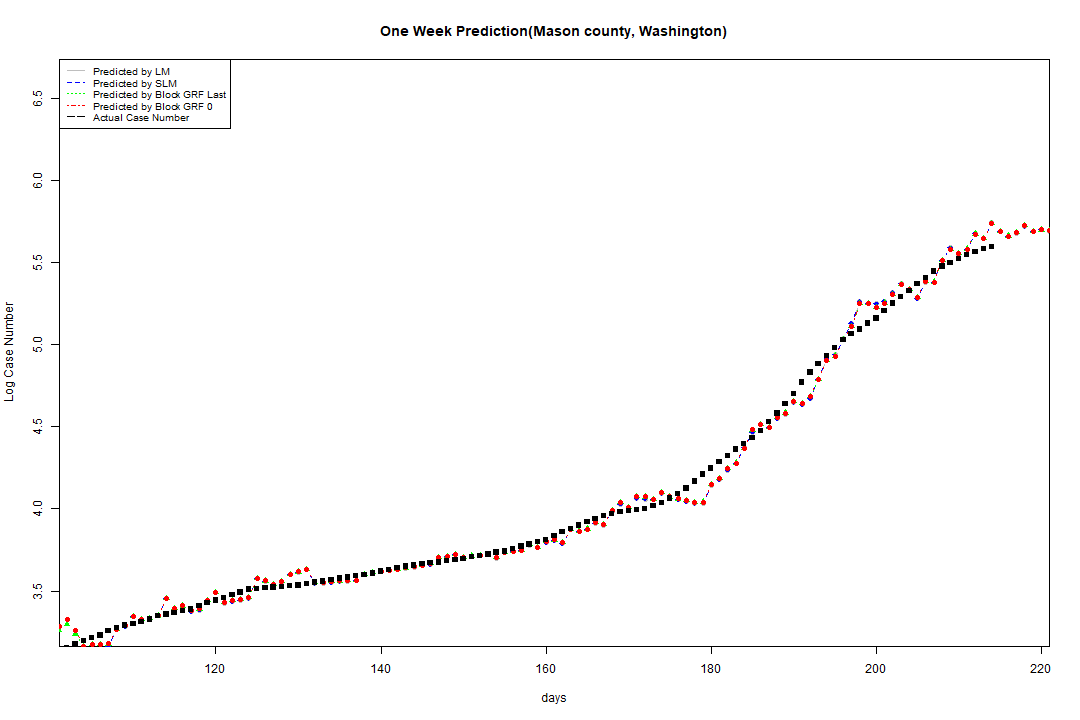 One Week Prediction(Mason county, Washington)
Predicted by LM
Predicted by SLM
Predicted by Block GRF Last
Predicted by Block GRF 0
Actual Case Number
6.5
6.0
5.5
5.0
4.5
4.0
3.5
Log Case Number
120 140 160 180 200 220
days